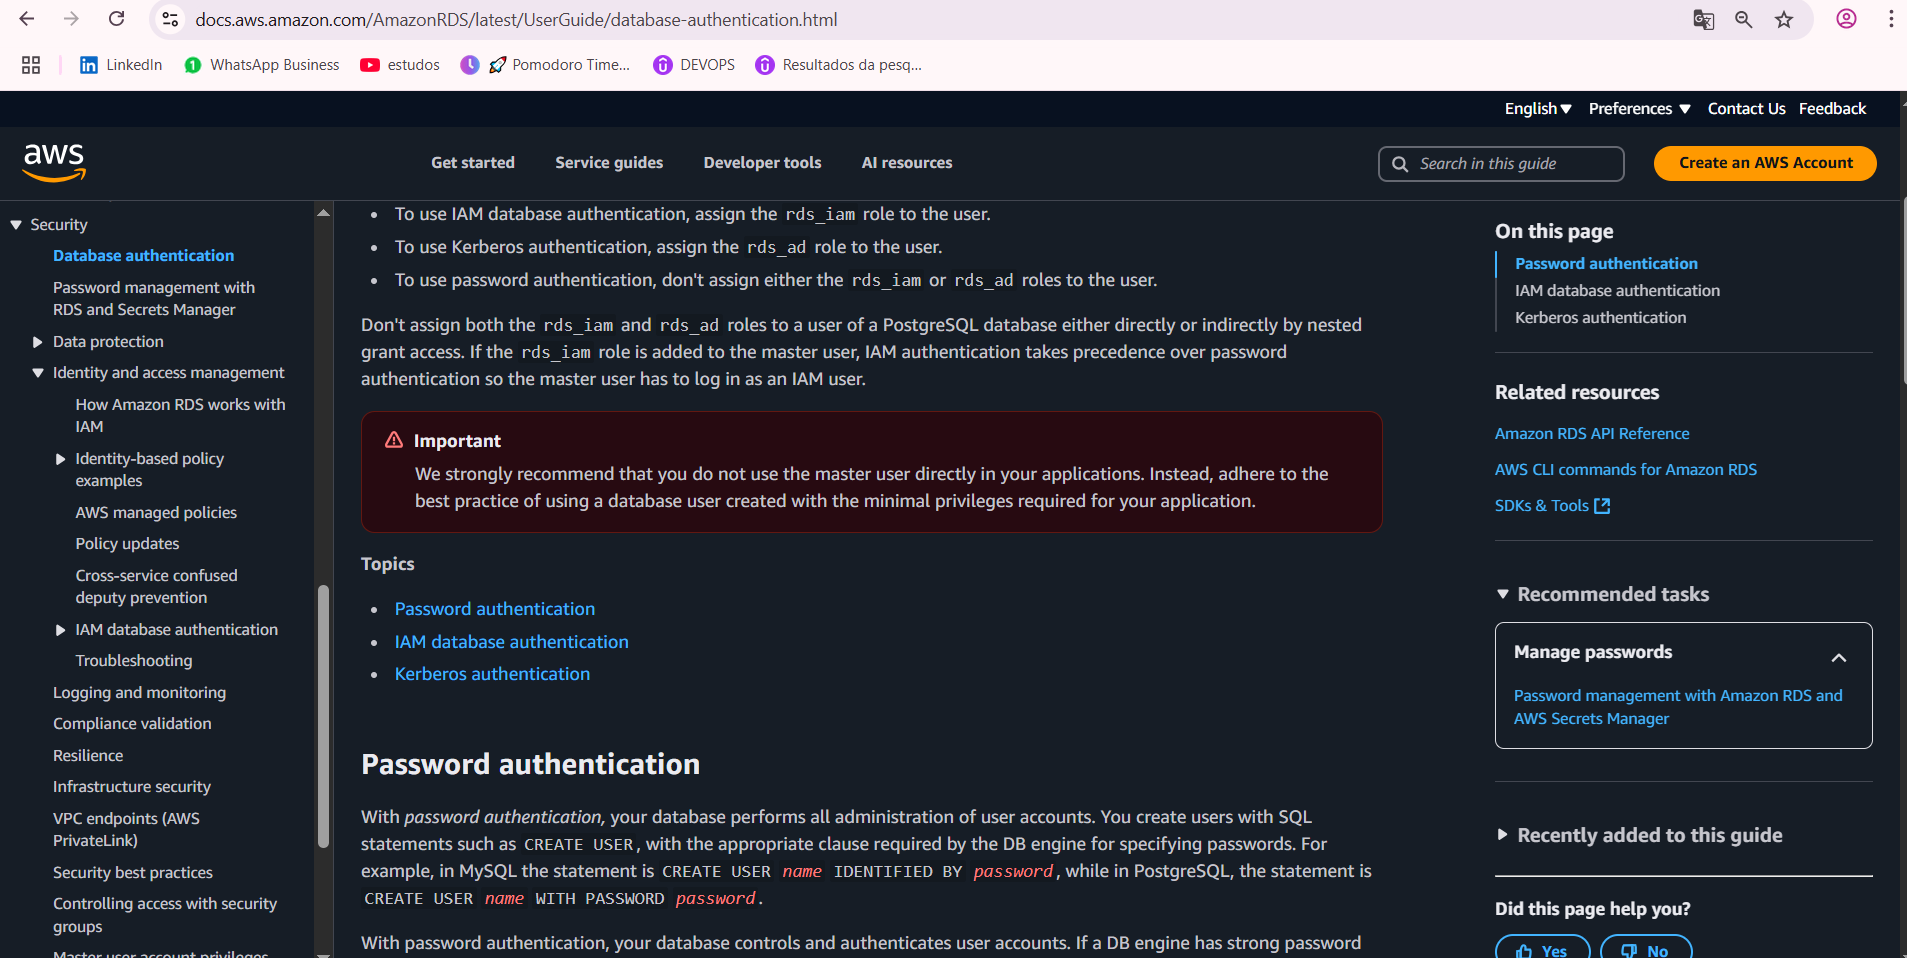 docs.aws.amazon.com/AmazonRDS/latest/UserGuide/database-authentication.html
LinkedIn
WhatsApp Business
estudos
🚀 Pomodoro Time...
DEVOPS
Resultados da pesq...
English
Preferences
Contact Us
Feedback
aws
Get started
Service guides
Developer tools
AI resources
Search in this guide
Create an AWS Account
Security
Database authentication
Password management with
RDS and Secrets Manager
Data protection
Identity and access management
How Amazon RDS works with
IAM
Identity-based policy
examples
AWS managed policies
Policy updates
Cross-service confused
deputy prevention
IAM database authentication
Troubleshooting
Logging and monitoring
Compliance validation
Resilience
Infrastructure security
VPC endpoints (AWS
PrivateLink)
Security best practices
Controlling access with security
groups
Master user account privileges
• To use IAM database authentication, assign the rds_iam role to the user.
• To use Kerberos authentication, assign the rds_ad role to the user.
• To use password authentication, don't assign either the rds_iam or rds_ad roles to the user.
Don't assign both the rds_iam and rds_ad roles to a user of a PostgreSQL database either directly or indirectly by nested
grant access. If the rds_iam role is added to the master user, IAM authentication takes precedence over password
authentication so the master user has to log in as an IAM user.
Important
We strongly recommend that you do not use the master user directly in your applications. Instead, adhere to the
best practice of using a database user created with the minimal privileges required for your application.
Topics
• Password authentication
• IAM database authentication
• Kerberos authentication
Password authentication
With password authentication, your database performs all administration of user accounts. You create users with SQL
statements such as CREATE USER, with the appropriate clause required by the DB engine for specifying passwords. For
example, in MySQL the statement is CREATE USER name IDENTIFIED BY password, while in PostgreSQL, the statement is
CREATE USER name WITH PASSWORD password.
With password authentication, your database controls and authenticates user accounts. If a DB engine has strong password
On this page
Password authentication
IAM database authentication
Kerberos authentication
Related resources
Amazon RDS API Reference
AWS CLI commands for Amazon RDS
SDKs & Tools
Recommended tasks
Manage passwords
Password management with Amazon RDS and
AWS Secrets Manager
Recently added to this guide
Did this page help you?
Yes
No